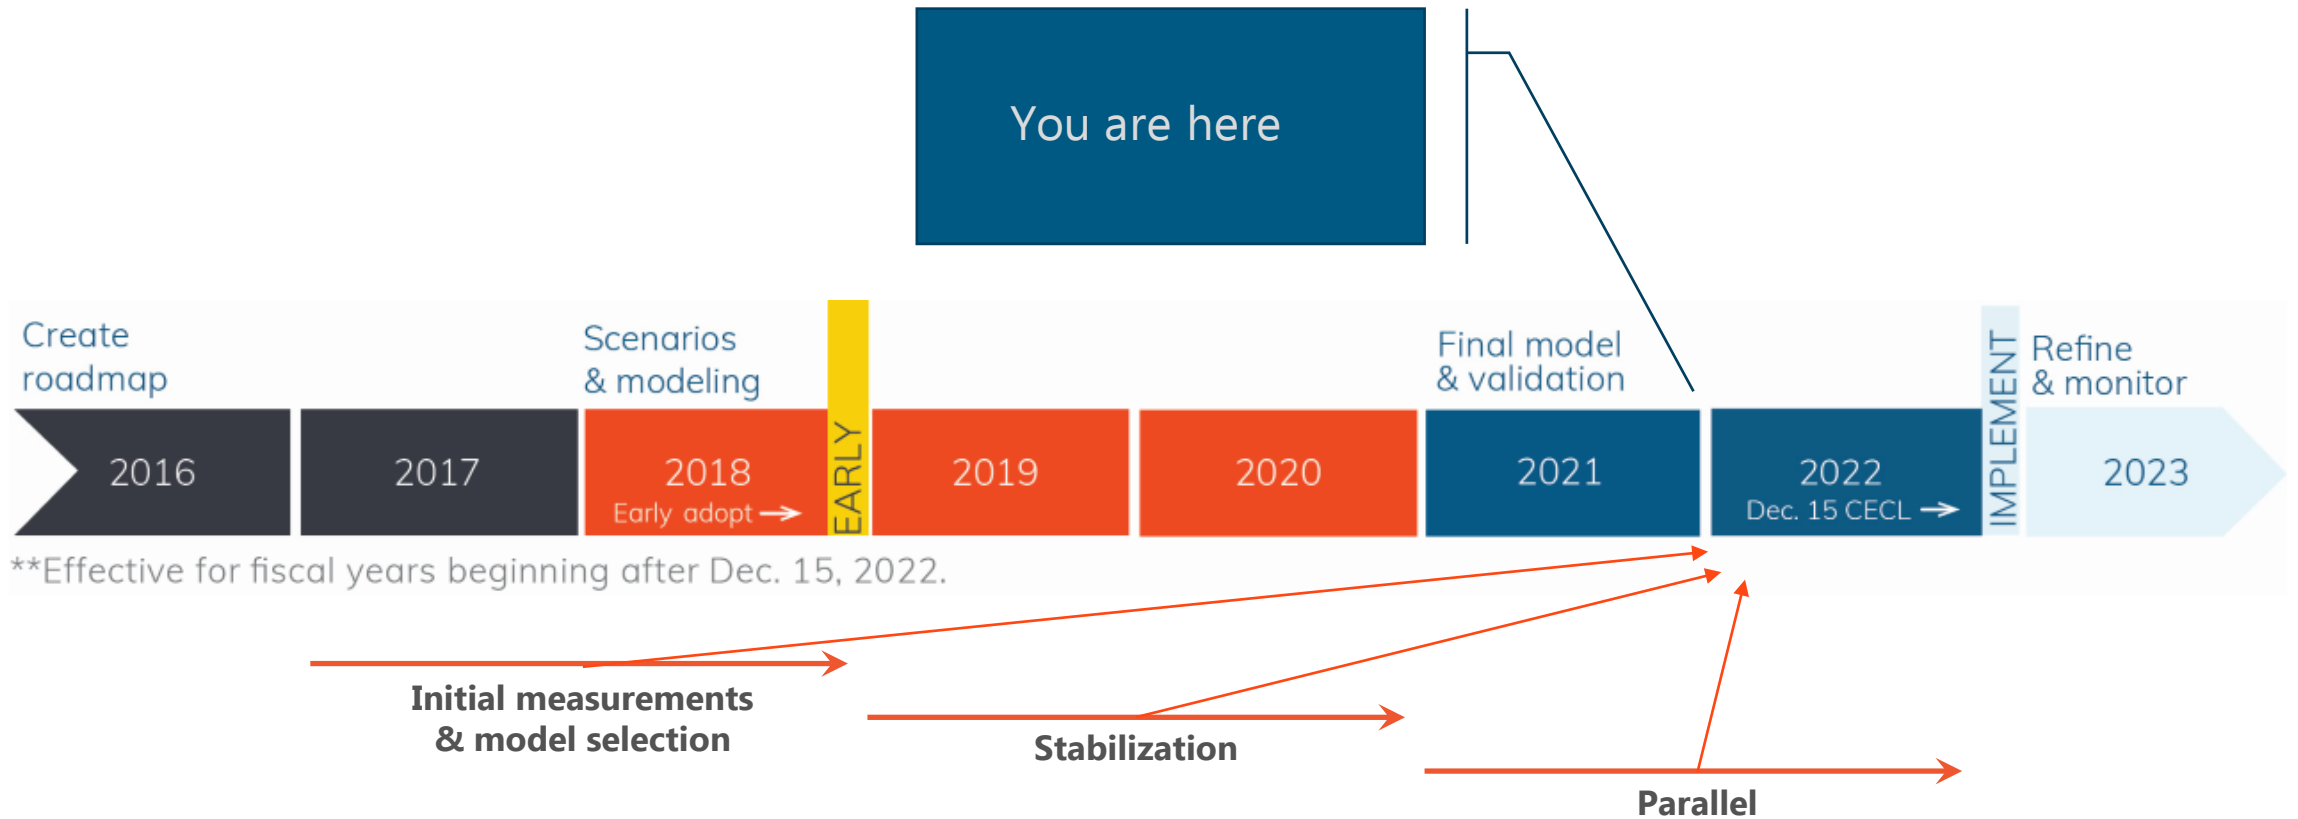 You are here
Create
roadmap
Scenarios
& modeling
Final model
& validation
Refine
& monitor
2016
2017
2018
Early adopt
EARLY
2019
2020
2021
2022
Dec. 15 CECL
IMPLEMENT
2023
**Effective for fiscal years beginning after Dec. 15, 2022.
Initial measurements
& model selection
Stabilization
Parallel